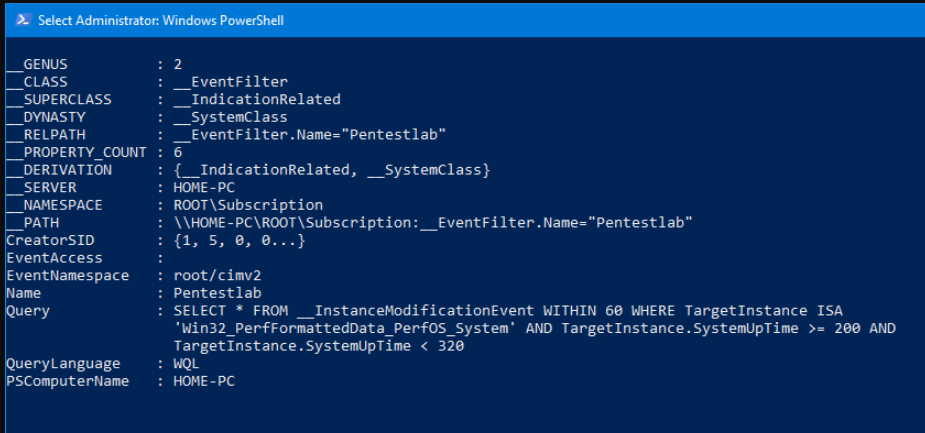 Select Administrator: Windows PowerShell
__GENUS : 2
__CLASS : __EventFilter
__SUPERCLASS : __IndicationRelated
__DYNASTY : __SystemClass
__RELPATH : __EventFilter.Name="Pentestlab"
__PROPERTY_COUNT : 6
__DERIVATION : {__IndicationRelated, __SystemClass}
__SERVER : HOME-PC
__NAMESPACE : ROOT\Subscription
__PATH : \\HOME-PC\ROOT\Subscription:__EventFilter.Name="Pentestlab"
CreatorSID : {1, 5, 0, 0...}
EventAccess :
EventNamespace : root/cimv2
Name : Pentestlab
Query : SELECT * FROM __InstanceModificationEvent WITHIN 60 WHERE TargetInstance ISA
'Win32_PerfFormattedData_PerfOS_System' AND TargetInstance.SystemUpTime >= 200 AND
TargetInstance.SystemUpTime < 320
QueryLanguage : WQL
PSComputerName : HOME-PC